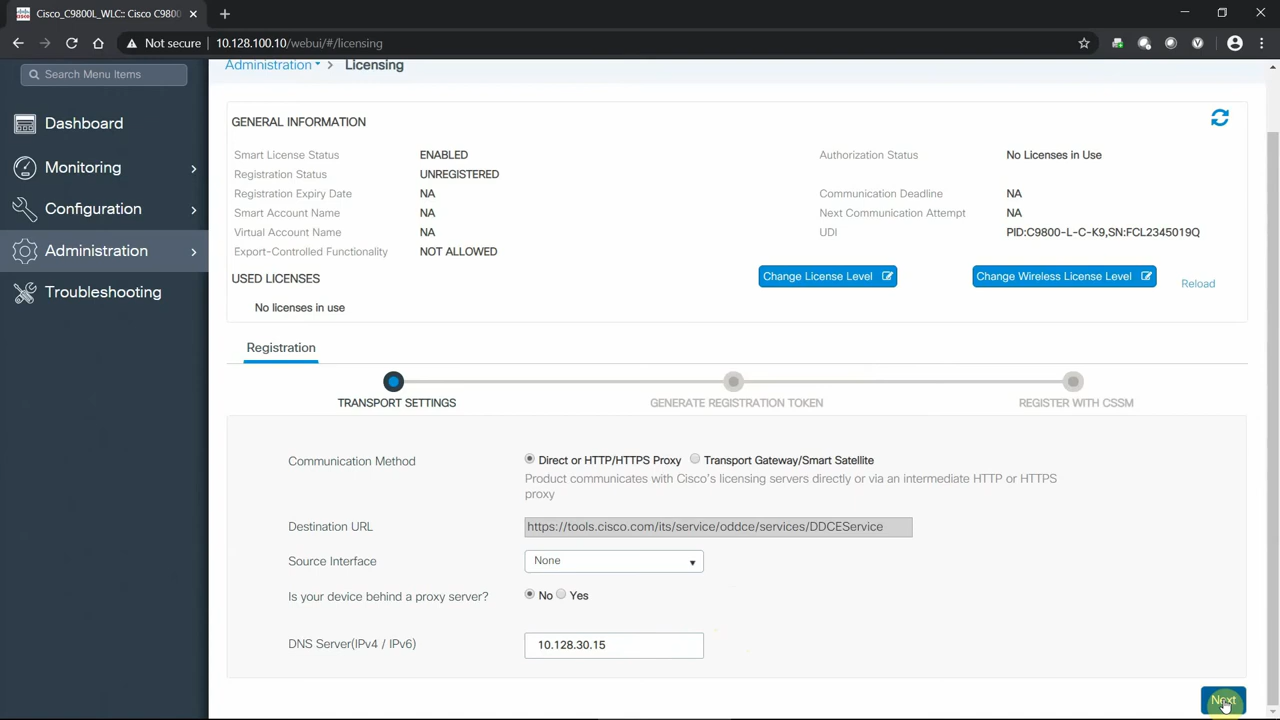 Cisco_C9800L_WLC:: Cisco C9800
Not secure
10.128.100.10/webui/#/licensing
Search Menu Items
Administration
Licensing
Dashboard
Monitoring
Configuration
Administration
Troubleshooting
GENERAL INFORMATION
Smart License Status ENABLED
Registration Status UNREGISTERED
Registration Expiry Date NA
Smart Account Name NA
Virtual Account Name NA
Export-Controlled Functionality NOT ALLOWED
Authorization Status No Licenses in Use
Communication Deadline NA
Next Communication Attempt NA
UDI PID:C9800-L-C-K9,SN:FCL2345019Q
USED LICENSES
Change License Level
Change Wireless License Level
Reload
No licenses in use
Registration
TRANSPORT SETTINGS
GENERATE REGISTRATION TOKEN
REGISTER WITH CSSM
Communication Method
Direct or HTTP/HTTPS Proxy
Transport Gateway/Smart Satellite
Product communicates with Cisco's licensing servers directly or via an intermediate HTTP or HTTPS
proxy
Destination URL
https://tools.cisco.com/its/service/oddce/services/DDCEService
Source Interface
None
Is your device behind a proxy server?
No
Yes
DNS Server(IPv4 / IPv6)
10.128.30.15
Next